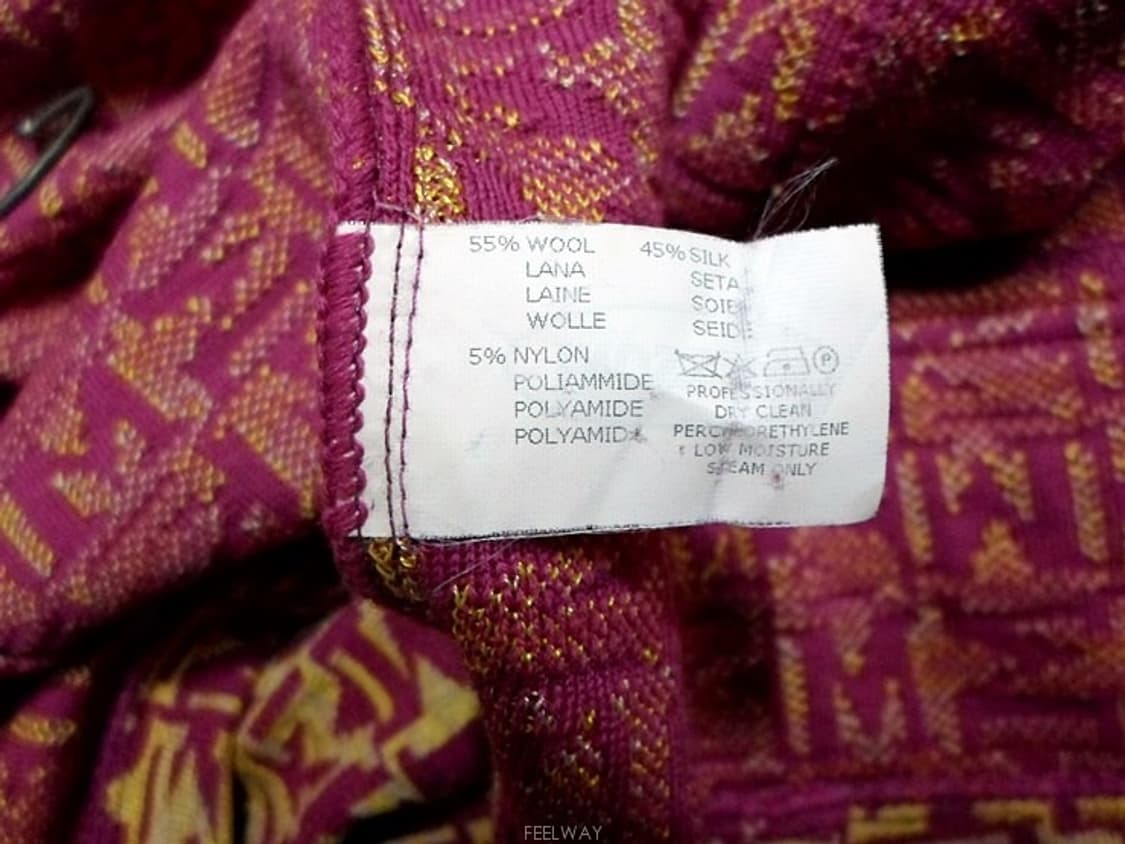 55% WOOL
LANA
LAINE
WOLLE
45% SILK
SETA
SOIE
SEIDE
5% NYLON
POLIAMMIDE
POLYAMIDE
POLYAMID
PROFESSIONALLY
DRY CLEAN
PERCHLORETHYLENE
LOW MOISTURE
STEAM ONLY
FEELWAY